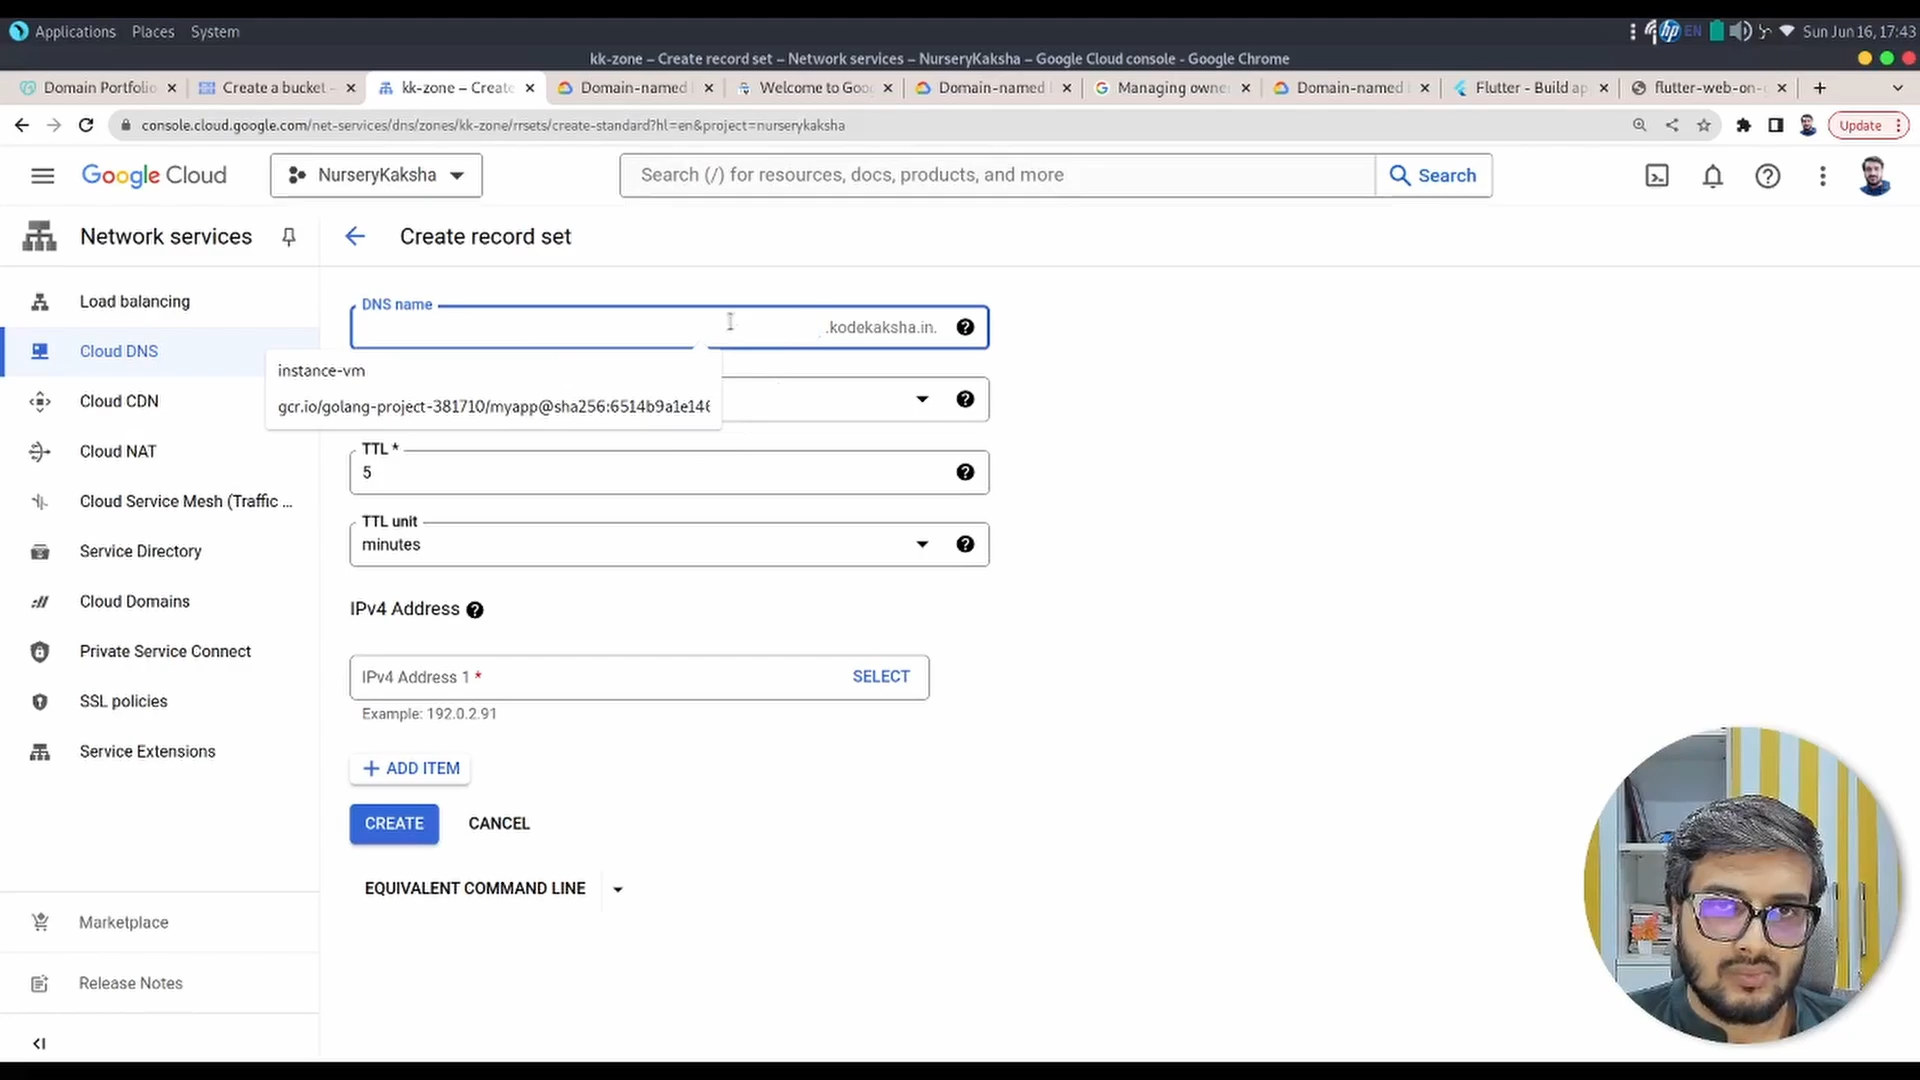 Applications Places System
EN Sun Jun 16, 17:43
kk-zone – Create record set – Network services – NurseryKaksha – Google Cloud console - Google Chrome
Domain Portfolio
Create a bucket –
kk-zone – Create
Domain-named
Welcome to Goo
Domain-named
Managing owne
Domain-named
Flutter - Build ap
flutter-web-on-
console.cloud.google.com/net-services/dns/zones/kk-zone/rrsets/create-standard?hl=en&project=nurserykaksha
Update
Google Cloud
NurseryKaksha
Search (/) for resources, docs, products, and more
Search
Network services
Create record set
Load balancing
Cloud DNS
Cloud CDN
Cloud NAT
Cloud Service Mesh (Traffic ...
Service Directory
Cloud Domains
Private Service Connect
SSL policies
Service Extensions
Marketplace
Release Notes
DNS name
.kodekaksha.in.
instance-vm
gcr.io/golang-project-381710/myapp@sha256:6514b9a1e146
TTL *
5
TTL unit
minutes
IPv4 Address
IPv4 Address 1 *
SELECT
Example: 192.0.2.91
+ ADD ITEM
CREATE
CANCEL
EQUIVALENT COMMAND LINE